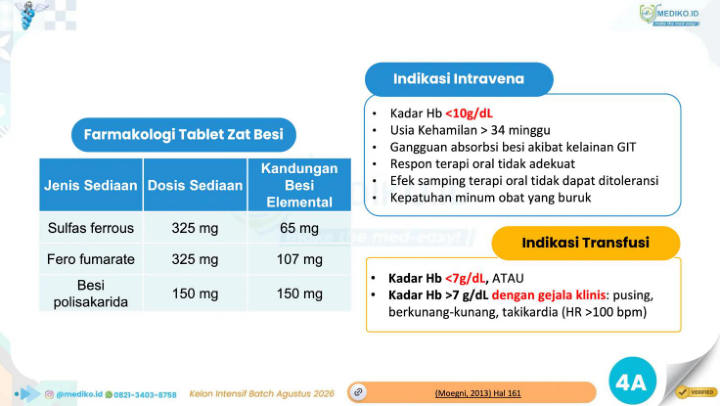 MEDIKO.ID
Indikasi Intravena
• Kadar Hb <10g/dL
• Usia Kehamilan > 34 minggu
• Gangguan absorbsi besi akibat kelainan GIT
• Respon terapi oral tidak adekuat
• Efek samping terapi oral tidak dapat ditoleransi
• Kepatuhan minum obat yang buruk
Farmakologi Tablet Zat Besi
Jenis Sediaan Dosis Sediaan Kandungan Besi Elemental
Sulfas ferrous 325 mg 65 mg
Fero fumarate 325 mg 107 mg
Besi polisakarida 150 mg 150 mg
Indikasi Transfusi
• Kadar Hb <7g/dL, ATAU
• Kadar Hb >7 g/dL dengan gejala klinis: pusing,
berkunang-kunang, takikardia (HR >100 bpm)
4A
@mediko.id 0821-3403-8758 Kelan Intensif Batch Agustus 2026
(Moegni, 2013) Hal 161
VERIFIED